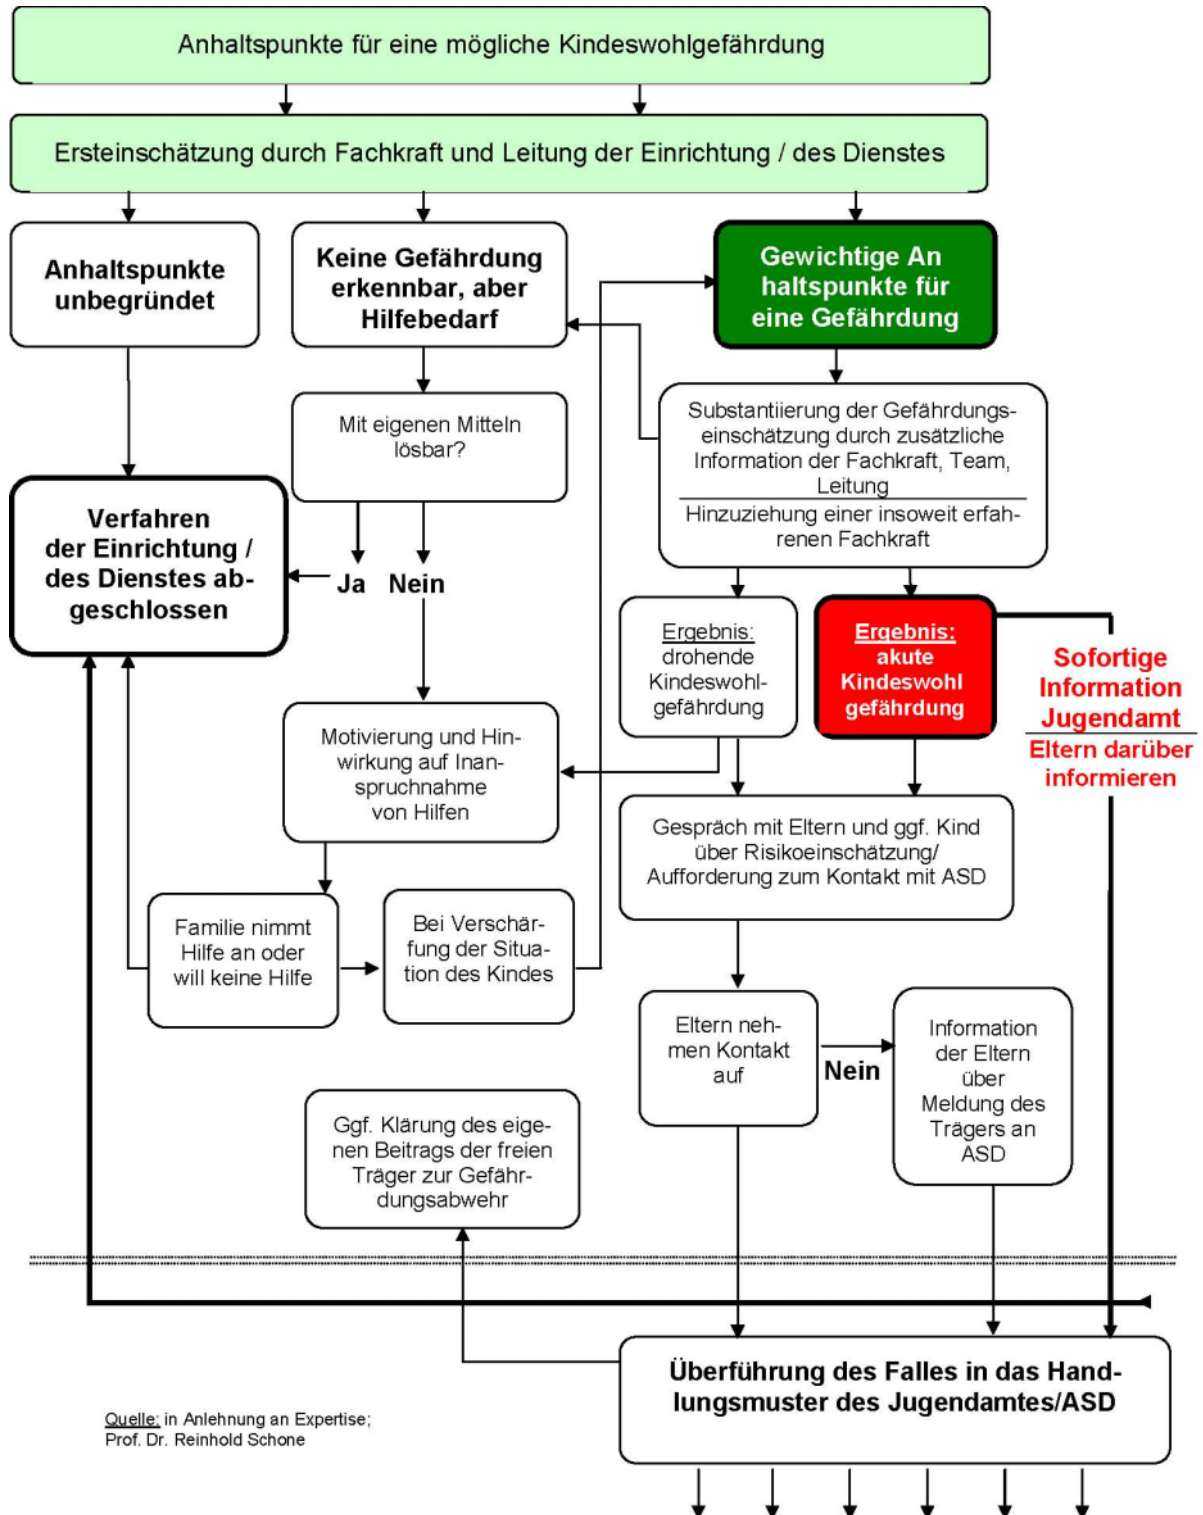 Anhaltspunkte für eine mögliche Kindeswohlgefährdung
Ersteinschätzung durch Fachkraft und Leitung der Einrichtung / des Dienstes
Anhaltspunkte
unbegründet
Keine Gefährdung
erkennbar, aber
Hilfebedarf
Gewichtige An
haltspunkte für
eine Gefährdung
Mit eigenen Mitteln
lösbar?
Substantiierung der Gefährdungs-
einschätzung durch zusätzliche
Information der Fachkraft, Team,
Leitung
Hinzuziehung einer insoweit erfah-
renen Fachkraft
Verfahren
der Einrichtung /
des Dienstes ab-
geschlossen
Ja
Nein
Ergebnis:
drohende
Kindeswohl-
gefährdung
Ergebnis:
akute
Kindeswohl
gefährdung
Sofortige
Information
Jugendamt
Eltern darüber
informieren
Motivierung und Hin-
wirkung auf Inan-
spruchnahme
von Hilfen
Gespräch mit Eltern und ggf. Kind
über Risikoeinschätzung/
Aufforderung zum Kontakt mit ASD
Familie nimmt
Hilfe an oder
will keine Hilfe
Bei Verschär-
fung der Situa-
tion des Kindes
Eltern neh-
men Kontakt
auf
Nein
Information
der Eltern
über
Meldung des
Trägers an
ASD
Ggf. Klärung des eige-
nen Beitrags der freien
Träger zur Gefähr-
dungsabwehr
Überführung des Falles in das Hand-
lungsmuster des Jugendamtes/ASD
Quelle: in Anlehnung an Expertise;
Prof. Dr. Reinhold Schone